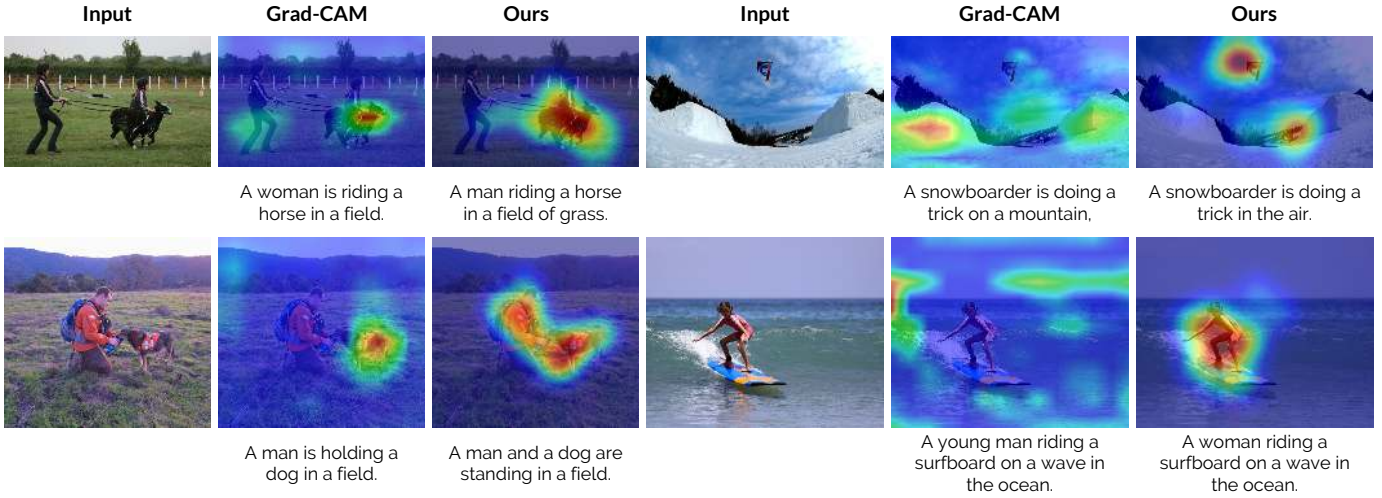 Input Grad-CAM Ours Input Grad-CAM Ours
A woman is riding a
horse in a field.
A man riding a horse
in a field of grass.
A snowboarder is doing a
trick on a mountain,
A snowboarder is doing a
trick in the air.
A man is holding a
dog in a field.
A man and a dog are
standing in a field.
A young man riding a
surfboard on a wave in
the ocean.
A woman riding a
surfboard on a wave in
the ocean.